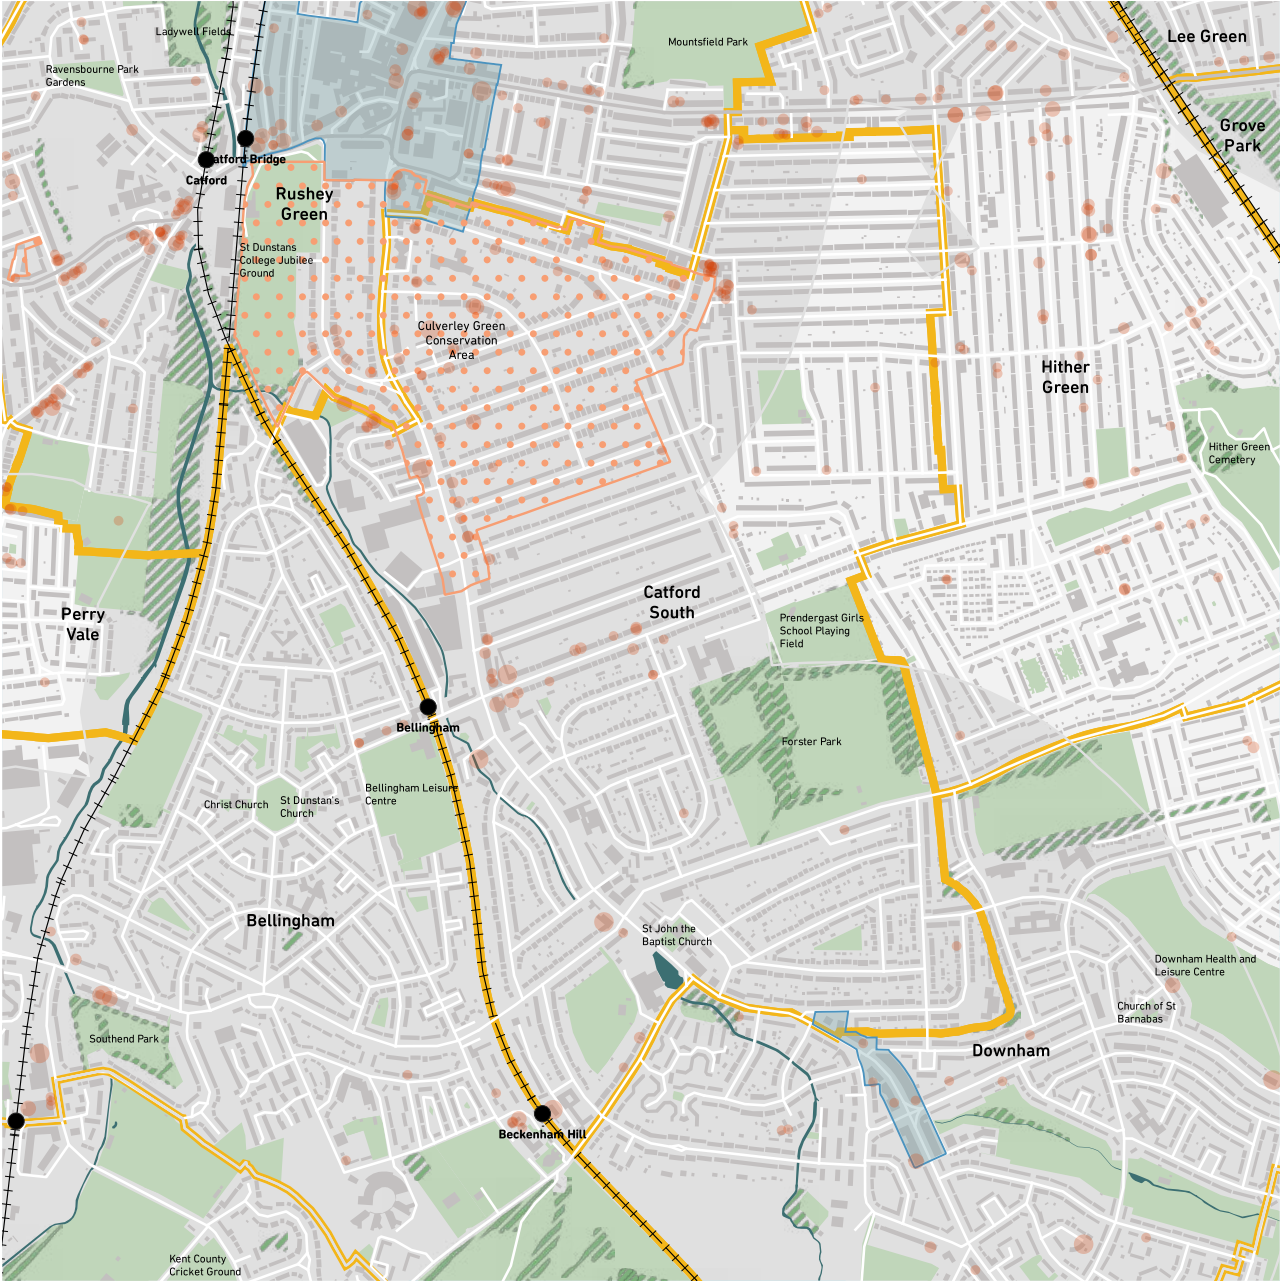 Ladywell Fields
Mountsfield Park
Lee Green
Ravensbourne Park
Gardens
Grove
Park
Catford Bridge
Catford
Rushey
Green
St Dunstans
College Jubilee
Ground
Culverley Green
Conservation
Area
Hither
Green
Hither Green
Cemetery
Catford
South
Perry
Vale
Prendergast Girls
School Playing
Field
Bellingham
Forster Park
Bellingham Leisure
Centre
Christ Church
St Dunstan's
Church
Bellingham
St John the
Baptist Church
Downham Health and
Leisure Centre
Church of St
Barnabas
Southend Park
Downham
Beckenham Hill
Kent County
Cricket Ground